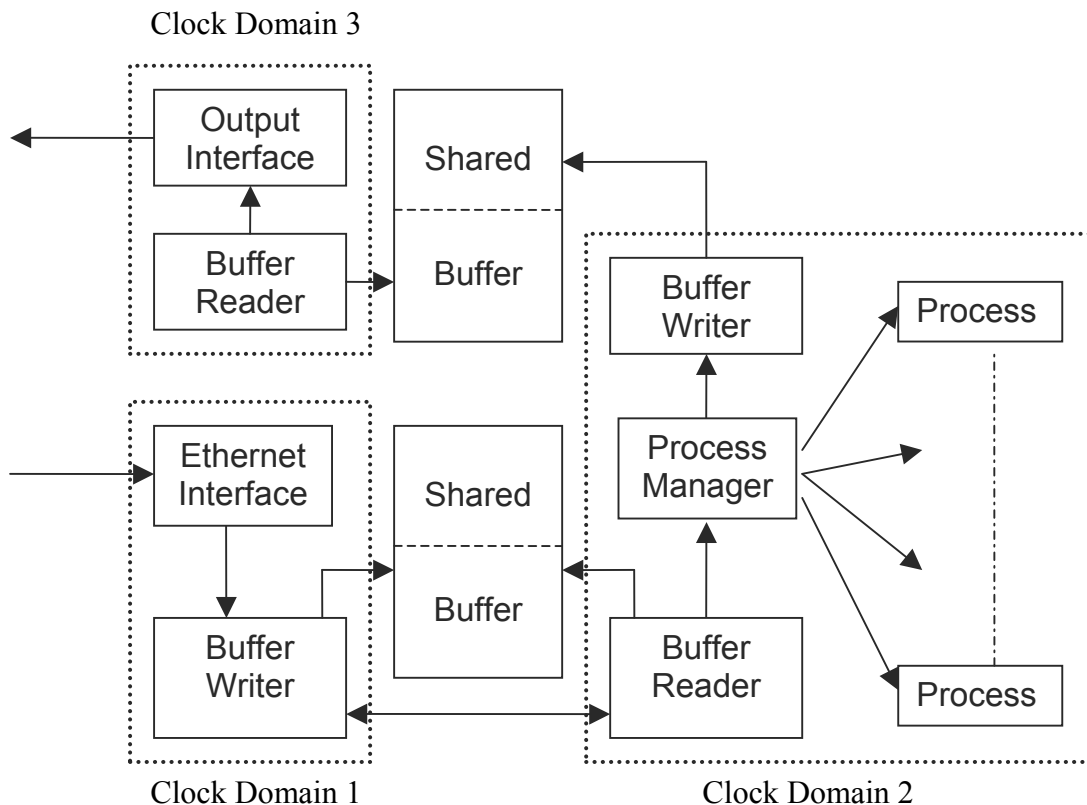 Clock Domain 3
Output
Interface
Buffer
Reader
Shared
Buffer
Buffer
Writer
Process
Ethernet
Interface
Buffer
Writer
Shared
Buffer
Process
Manager
Buffer
Reader
Process
Clock Domain 1
Clock Domain 2